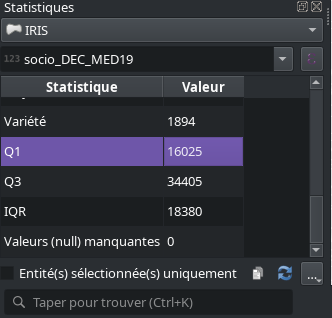 Statistiques
IRIS
123 socio_DEC_MED19
Statistique Valeur
Variété 1894
Q1 16025
Q3 34405
IQR 18380
Valeurs (null) manquantes 0
Entité(s) sélectionnée(s) uniquement ...
Taper pour trouver (Ctrl+K)